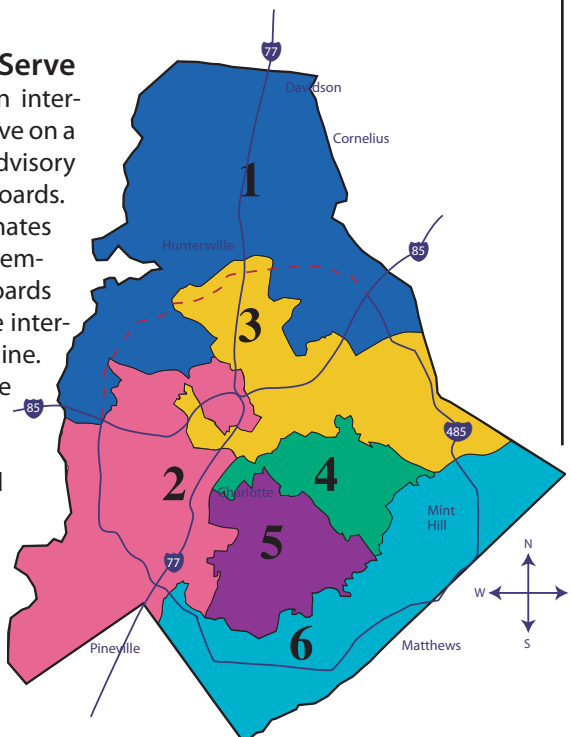 Serve
n inter-
ve on a
dvisory
oards.
nates
em-
oards
e inter-
ine.
e
d
77
Davidson
Cornelius
1
Huntersville
85
3
85
485
4
2
Charlotte
Mint
Hill
5
N
W
E
S
77
6
Pineville
Matthews